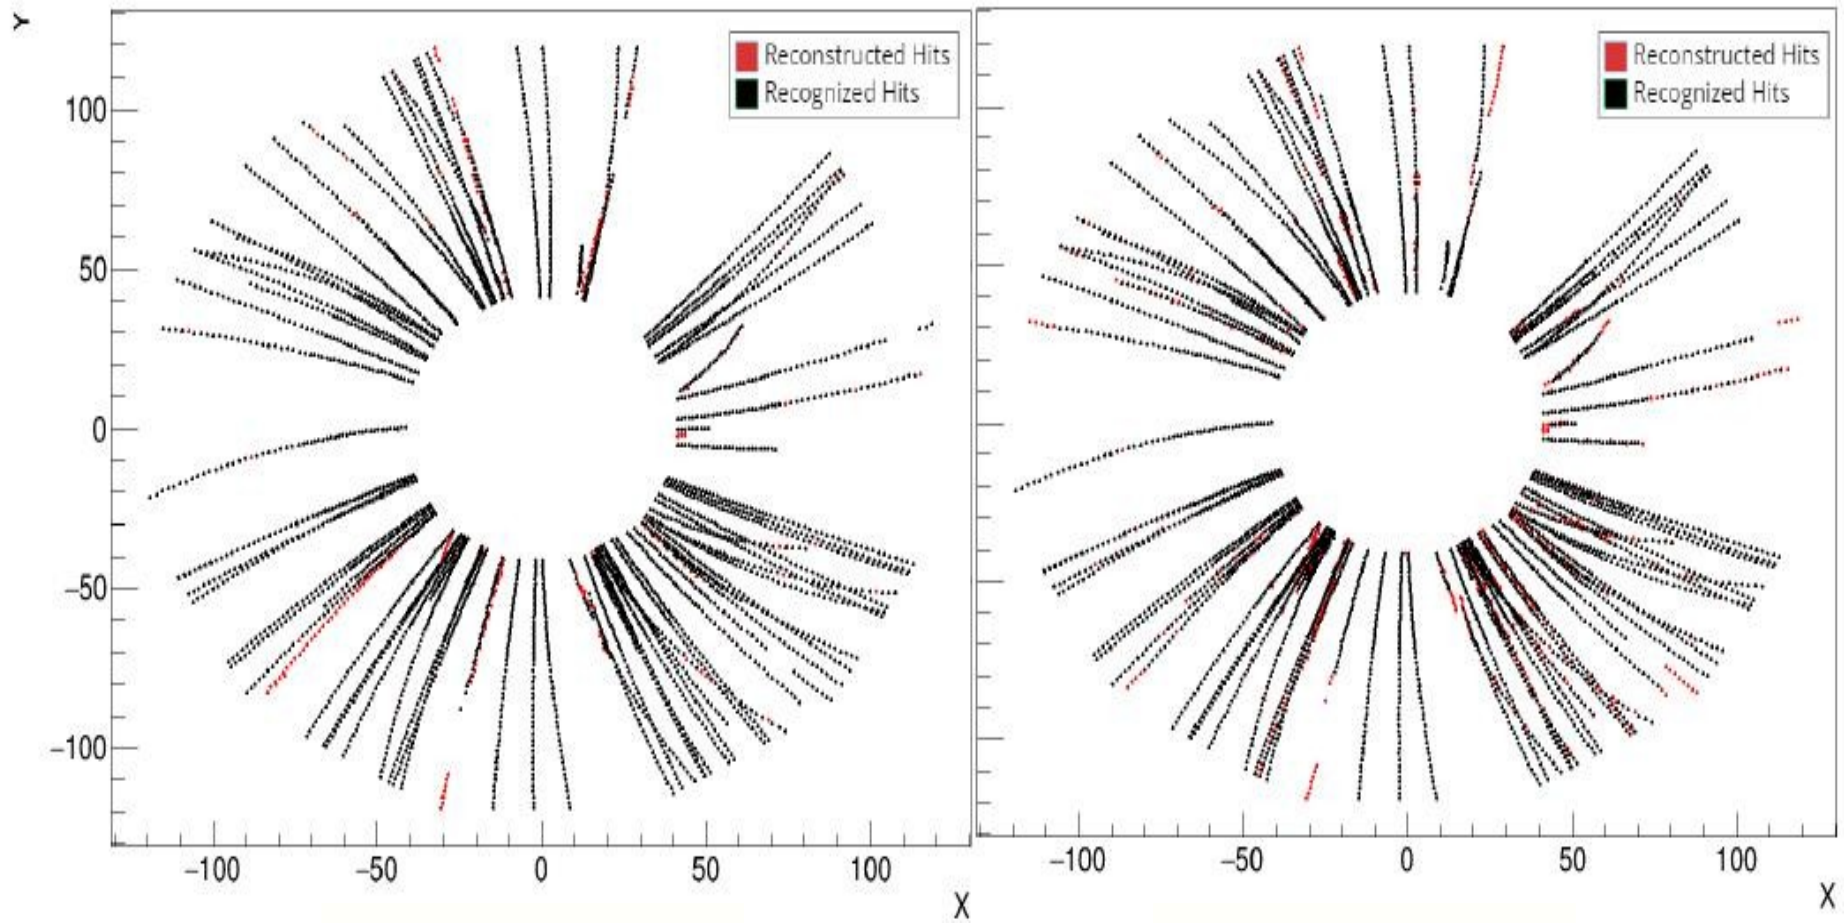 Y
Reconstructed Hits
Recognized Hits
100
50
0
−50
−100
−100 −50 0 50 100
X
Reconstructed Hits
Recognized Hits
−100 −50 0 50 100
X